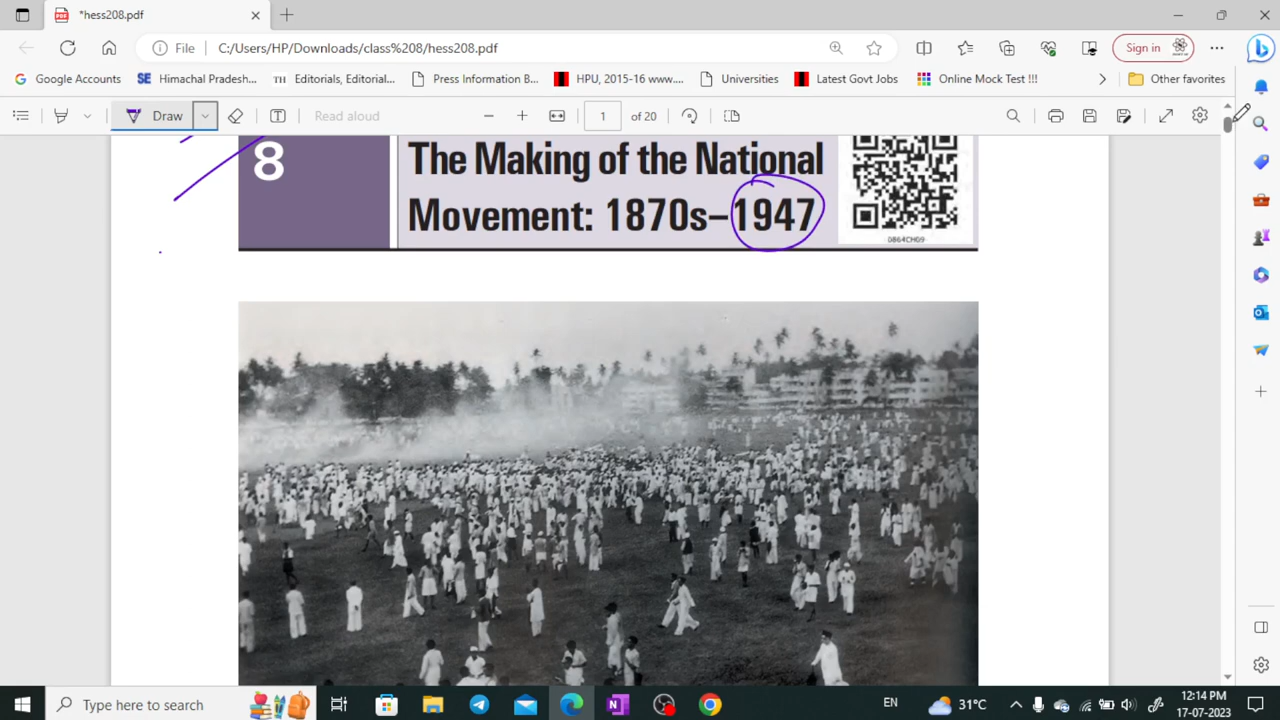 *hess208.pdf
File
C:/Users/HP/Downloads/class%208/hess208.pdf
Sign in
Google Accounts
SE Himachal Pradesh...
TH Editorials, Editorial...
Press Information B...
HPU, 2015-16 www....
Universities
Latest Govt Jobs
Online Mock Test !!!
Other favorites
Draw
Read aloud
1 of 20
8
The Making of the National
Movement: 1870s–1947
0864CH09
Type here to search
EN
31°C
12:14 PM
17-07-2023